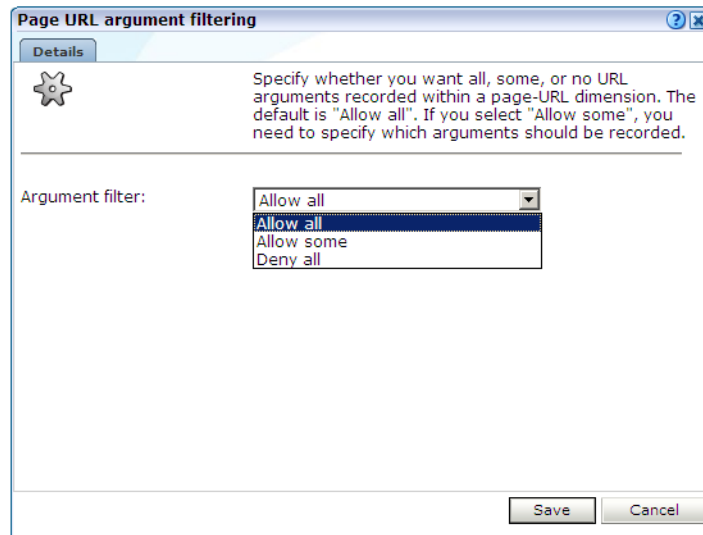 Page URL argument filtering
Details
Specify whether you want all, some, or no URL
arguments recorded within a page-URL dimension. The
default is "Allow all". If you select "Allow some", you
need to specify which arguments should be recorded.
Argument filter:
Allow all
Allow all
Allow some
Deny all
Save
Cancel